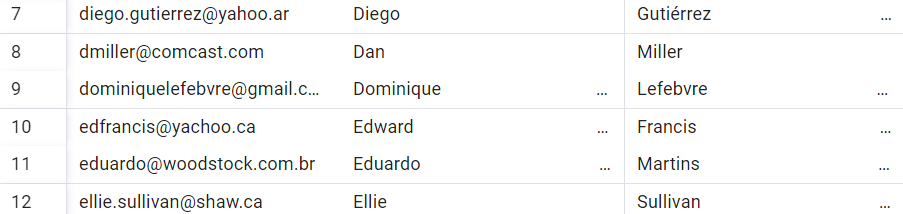 7 diego.gutierrez@yahoo.ar Diego Gutiérrez ...
8 dmiller@comcast.com Dan Miller
9 dominiquelefebvre@gmail.c... Dominique ... Lefebvre ...
10 edfrancis@yachoo.ca Edward ... Francis ...
11 eduardo@woodstock.com.br Eduardo ... Martins ...
12 ellie.sullivan@shaw.ca Ellie Sullivan ...